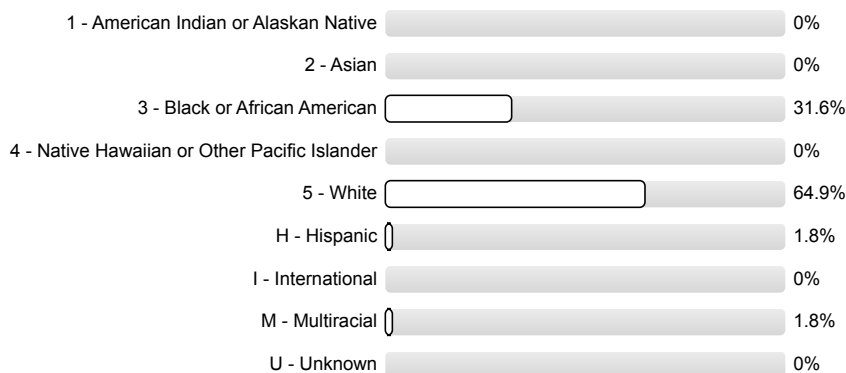 1 - American Indian or Alaskan Native 0%
2 - Asian 0%
3 - Black or African American 31.6%
4 - Native Hawaiian or Other Pacific Islander 0%
5 - White 64.9%
H - Hispanic 1.8%
I - International 0%
M - Multiracial 1.8%
U - Unknown 0%